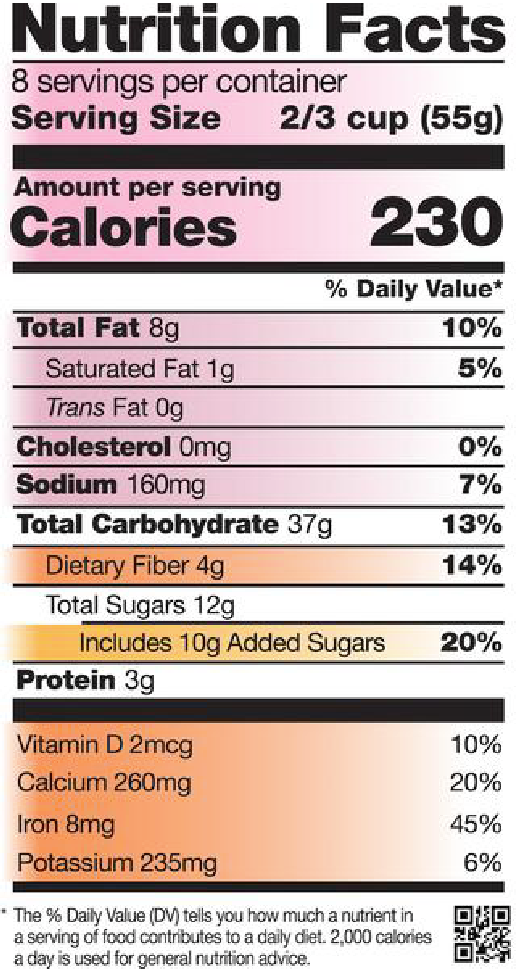 Nutrition Facts
8 servings per container
Serving Size 2/3 cup (55g)
Amount per serving
Calories 230
% Daily Value*
Total Fat 8g 10%
Saturated Fat 1g 5%
Trans Fat 0g
Cholesterol 0mg 0%
Sodium 160mg 7%
Total Carbohydrate 37g 13%
Dietary Fiber 4g 14%
Total Sugars 12g
Includes 10g Added Sugars 20%
Protein 3g
Vitamin D 2mcg 10%
Calcium 260mg 20%
Iron 8mg 45%
Potassium 235mg 6%
* The % Daily Value (DV) tells you how much a nutrient in
a serving of food contributes to a daily diet. 2,000 calories
a day is used for general nutrition advice.